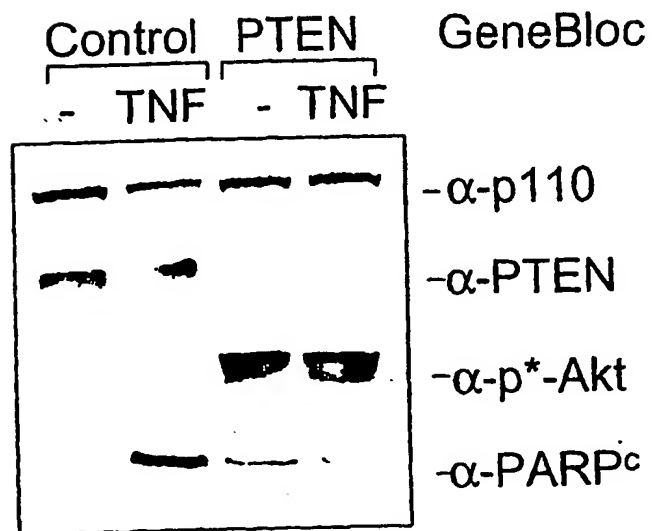 Control PTEN GeneBloc
- TNF - TNF
-α-p110
-α-PTEN
-α-p*-Akt
-α-PARPc